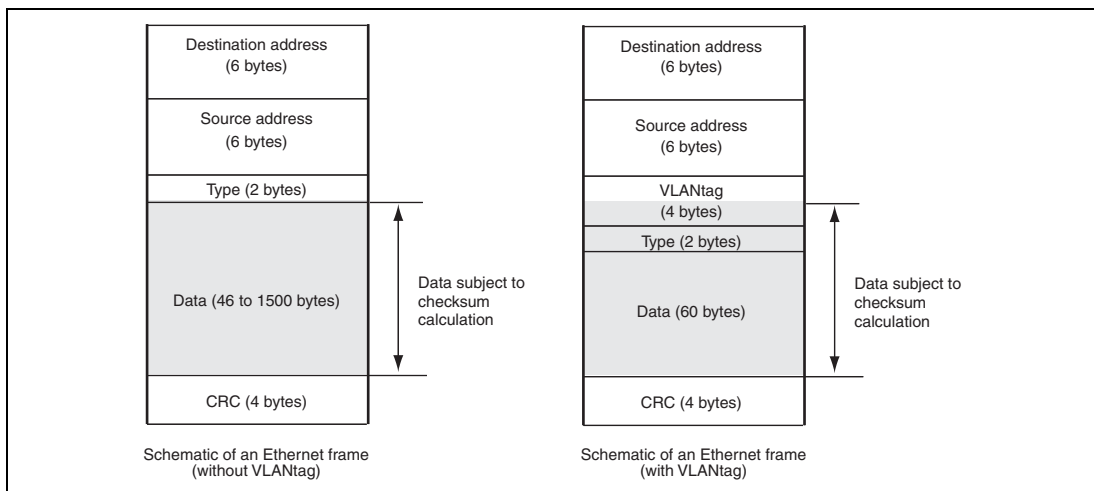 Destination address
(6 bytes)
Source address
(6 bytes)
Type (2 bytes)
Data (46 to 1500 bytes)
Data subject to
checksum
calculation
CRC (4 bytes)
Schematic of an Ethernet frame
(without VLANtag)
Destination address
(6 bytes)
Source address
(6 bytes)
VLANtag
(4 bytes)
Type (2 bytes)
Data (60 bytes)
Data subject to
checksum
calculation
CRC (4 bytes)
Schematic of an Ethernet frame
(with VLANtag)